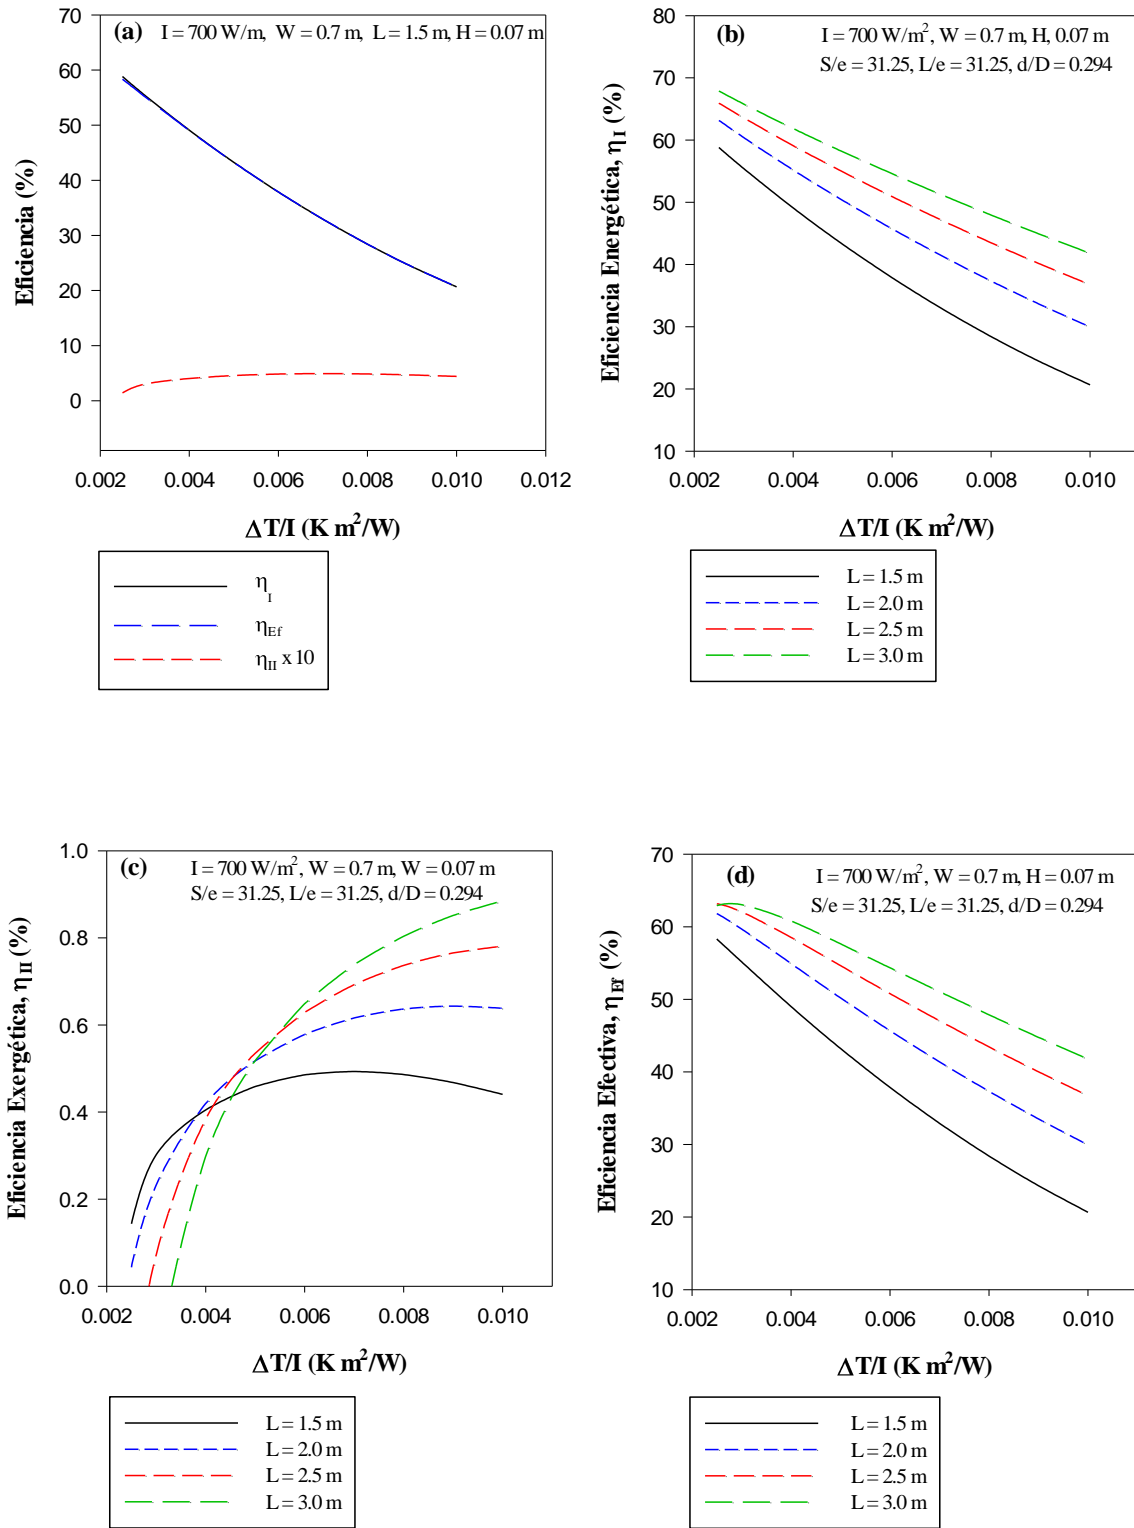 (a) I = 700 W/m, W = 0.7 m, L = 1.5 m, H = 0.07 m
Eficiencia (%)
70
60
50
40
30
20
10
0
0.002 0.004 0.006 0.008 0.010 0.012
ΔT/I (K m²/W)
η_I
η_Ef
η_II x 10
(b) I = 700 W/m², W = 0.7 m, H, 0.07 m
S/e = 31.25, L/e = 31.25, d/D = 0.294
Eficiencia Energética, η_I (%)
80
70
60
50
40
30
20
10
0.002 0.004 0.006 0.008 0.010
ΔT/I (K m²/W)
L = 1.5 m
L = 2.0 m
L = 2.5 m
L = 3.0 m
(c) I = 700 W/m², W = 0.7 m, W = 0.07 m
S/e = 31.25, L/e = 31.25, d/D = 0.294
Eficiencia Exergética, η_II (%)
1.0
0.8
0.6
0.4
0.2
0.0
0.002 0.004 0.006 0.008 0.010
ΔT/I (K m²/W)
L = 1.5 m
L = 2.0 m
L = 2.5 m
L = 3.0 m
(d) I = 700 W/m², W = 0.7 m, H = 0.07 m
S/e = 31.25, L/e = 31.25, d/D = 0.294
Eficiencia Efectiva, η_Ef (%)
70
60
50
40
30
20
10
0.002 0.004 0.006 0.008 0.010
ΔT/I (K m²/W)
L = 1.5 m
L = 2.0 m
L = 2.5 m
L = 3.0 m